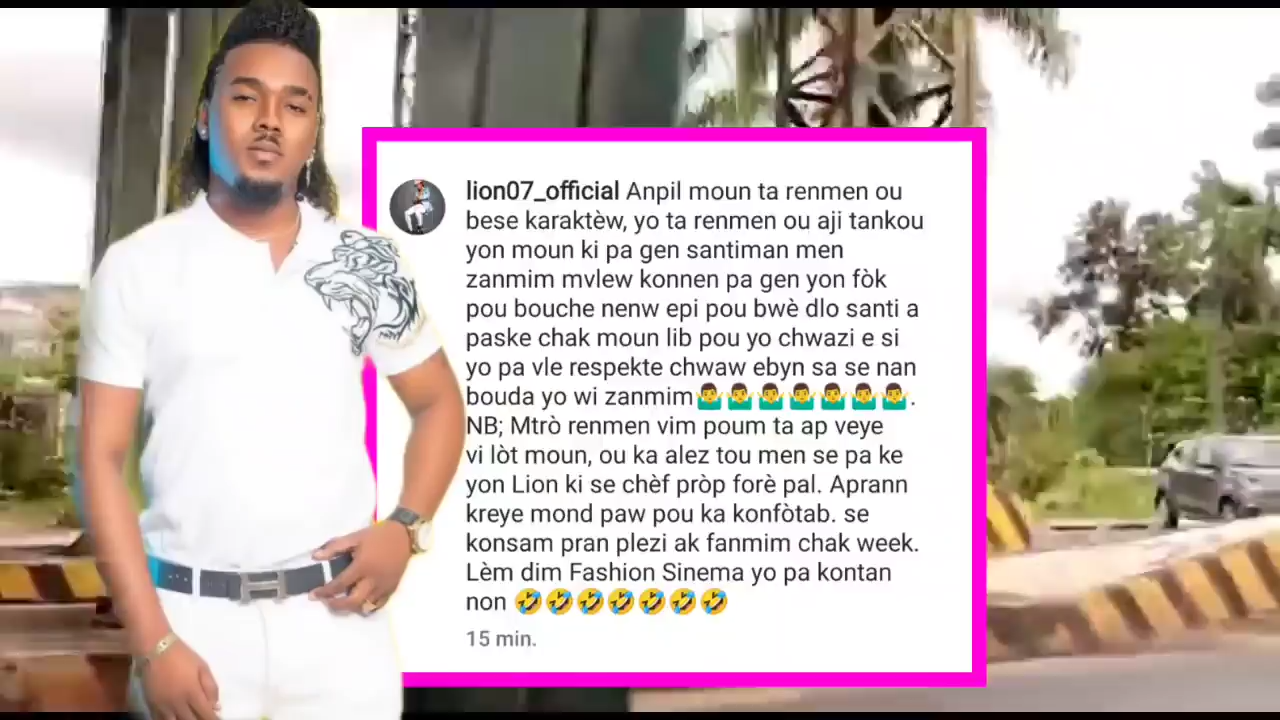 lion07_official Anpil moun ta renmen ou
bese karaktèw, yo ta renmen ou aji tankou
yon moun ki pa gen santiman men
zanmim mvlew konnen pa gen yon fòk
pou bouche nenw epi pou bwè dlo santi a
paske chak moun lib pou yo chwazi e si
yo pa vle respekte chwaw ebyn sa se nan
bouda yo wi zanmim🤷‍♂️🤷‍♂️🤷‍♂️🤷‍♂️🤷‍♂️🤷‍♂️🤷‍♂️.
NB; Mtrò renmen vim poum ta ap veye
vi lòt moun, ou ka alez tou men se pa ke
yon Lion ki se chèf pròp forè pal. Aprann
kreye mond paw pou ka konfòtab. se
konsam pran plezi ak fanmim chak week.
Lèm dim Fashion Sinema yo pa kontan
non 🤣🤣🤣🤣🤣🤣🤣
15 min.